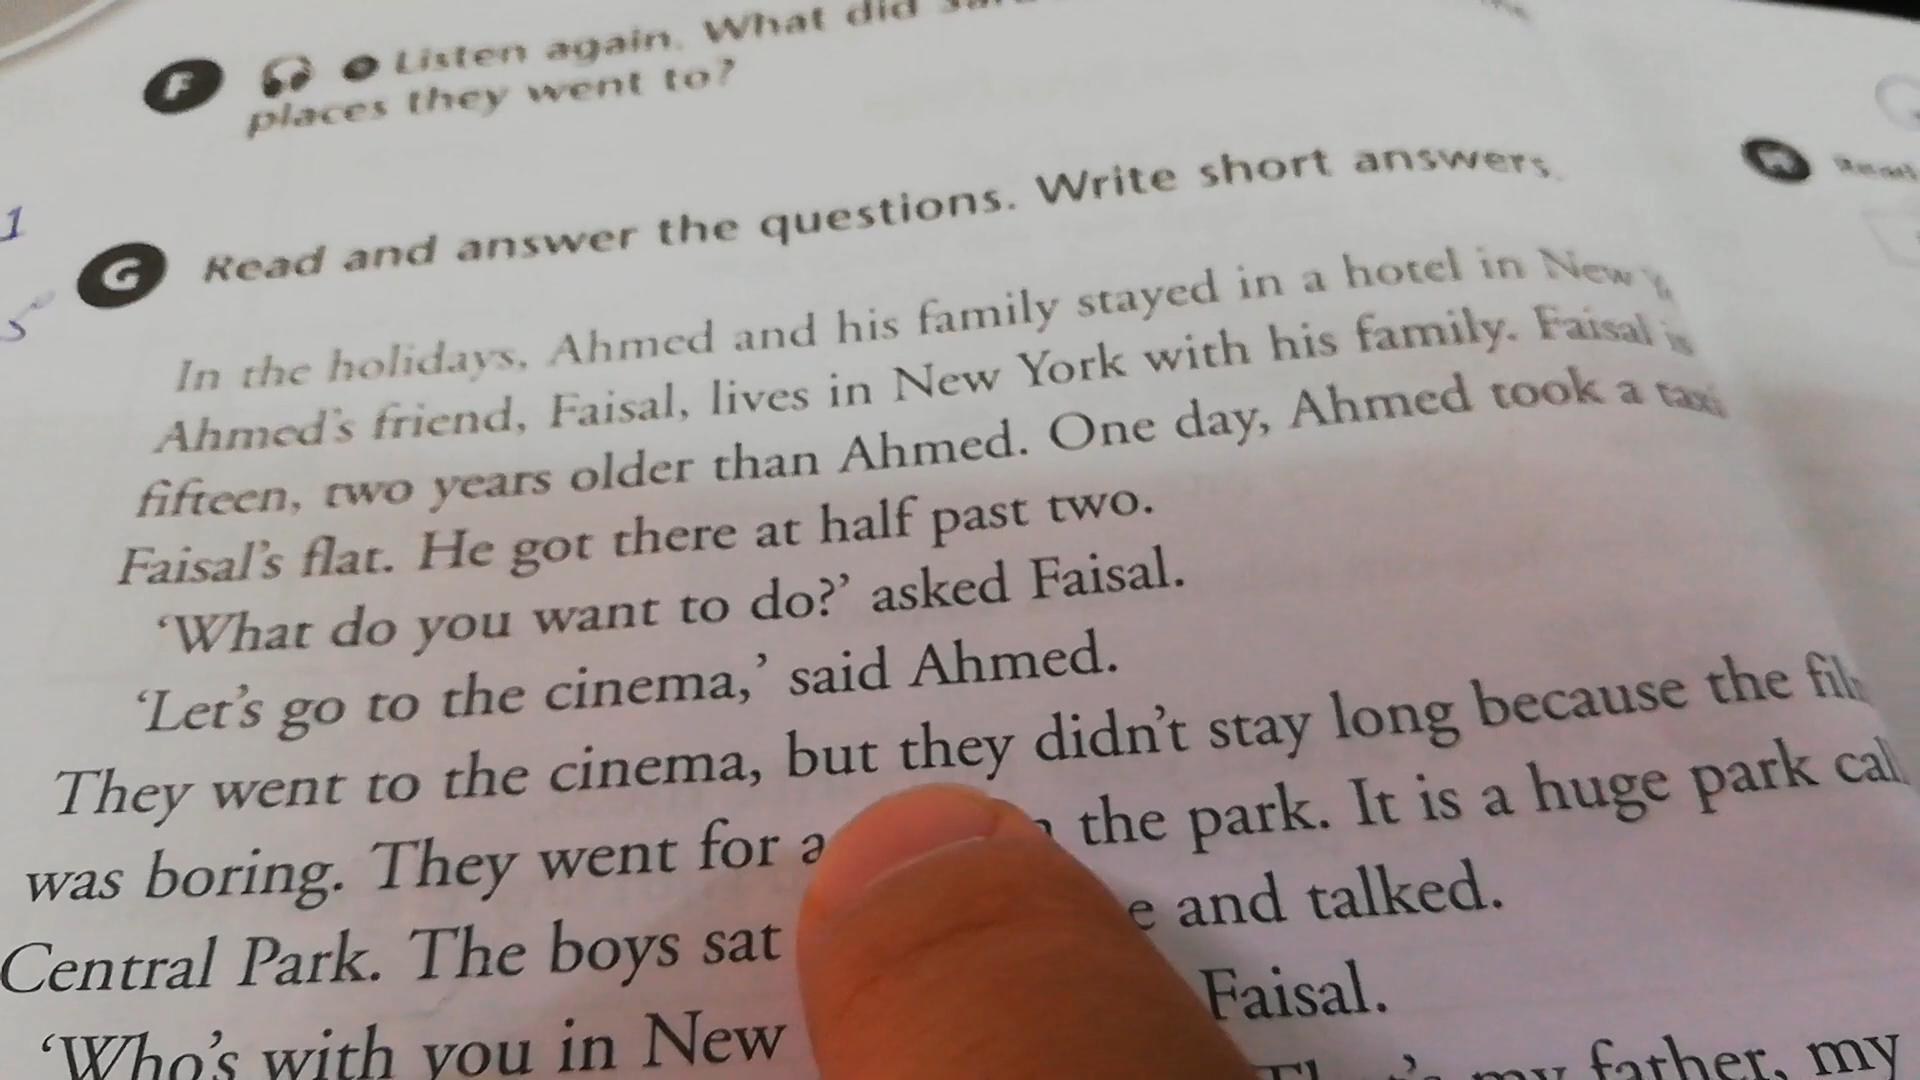 F Listen again. What did
places they went to?
G Read and answer the questions. Write short answers.
In the holidays, Ahmed and his family stayed in a hotel in New
Ahmed's friend, Faisal, lives in New York with his family. Faisal is
fifteen, two years older than Ahmed. One day, Ahmed took a taxi
Faisal's flat. He got there at half past two.
‘What do you want to do?’ asked Faisal.
‘Let's go to the cinema,’ said Ahmed.
They went to the cinema, but they didn't stay long because the
was boring. They went for a the park. It is a huge park
Central Park. The boys sat and talked.
‘Who's with you in New Faisal.
my father, my
1
5